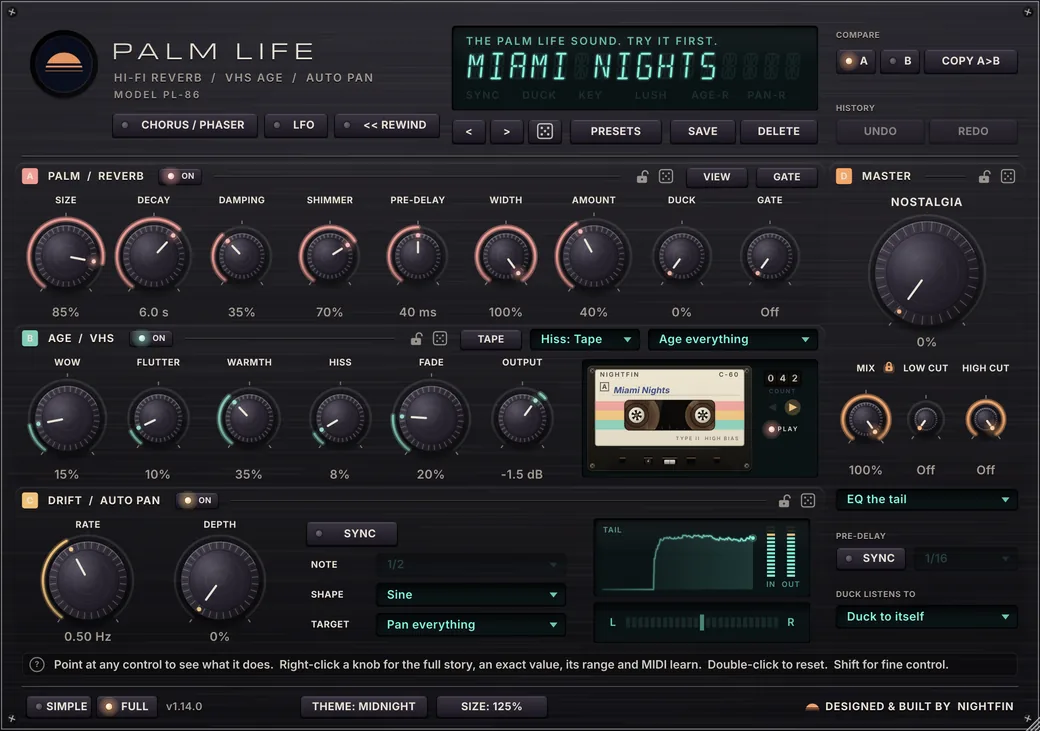 PALM LIFE
HI-FI REVERB / VHS AGE / AUTO PAN
MODEL PL-86
CHORUS / PHASER LFO << REWIND
THE PALM LIFE SOUND. TRY IT FIRST.
MIAMI NIGHTS
SYNC DUCK KEY LUSH AGE-R PAN-R
< > PRESETS SAVE DELETE
COMPARE
A B COPY A>B
HISTORY
UNDO REDO
A PALM / REVERB ON VIEW GATE
SIZE DECAY DAMPING SHIMMER PRE-DELAY WIDTH AMOUNT DUCK GATE
85% 6.0 s 35% 70% 40 ms 100% 40% 0% Off
D MASTER
NOSTALGIA
0%
MIX LOW CUT HIGH CUT
100% Off Off
EQ the tail
PRE-DELAY
SYNC 1/16
DUCK LISTENS TO
Duck to itself
B AGE / VHS ON TAPE Hiss: Tape Age everything
WOW FLUTTER WARMTH HISS FADE OUTPUT
15% 10% 35% 8% 20% -1.5 dB
NIGHTFIN C-60
A Miami Nights
TYPE II HIGH BIAS
0 4 2
COUNT
PLAY
C DRIFT / AUTO PAN ON
RATE DEPTH
0.50 Hz 0%
SYNC
NOTE 1/2
SHAPE Sine
TARGET Pan everything
TAIL
IN OUT
L R
? Point at any control to see what it does. Right-click a knob for the full story, an exact value, its range and MIDI learn. Double-click to reset. Shift for fine control.
SIMPLE FULL v1.14.0 THEME: MIDNIGHT SIZE: 125% DESIGNED & BUILT BY NIGHTFIN